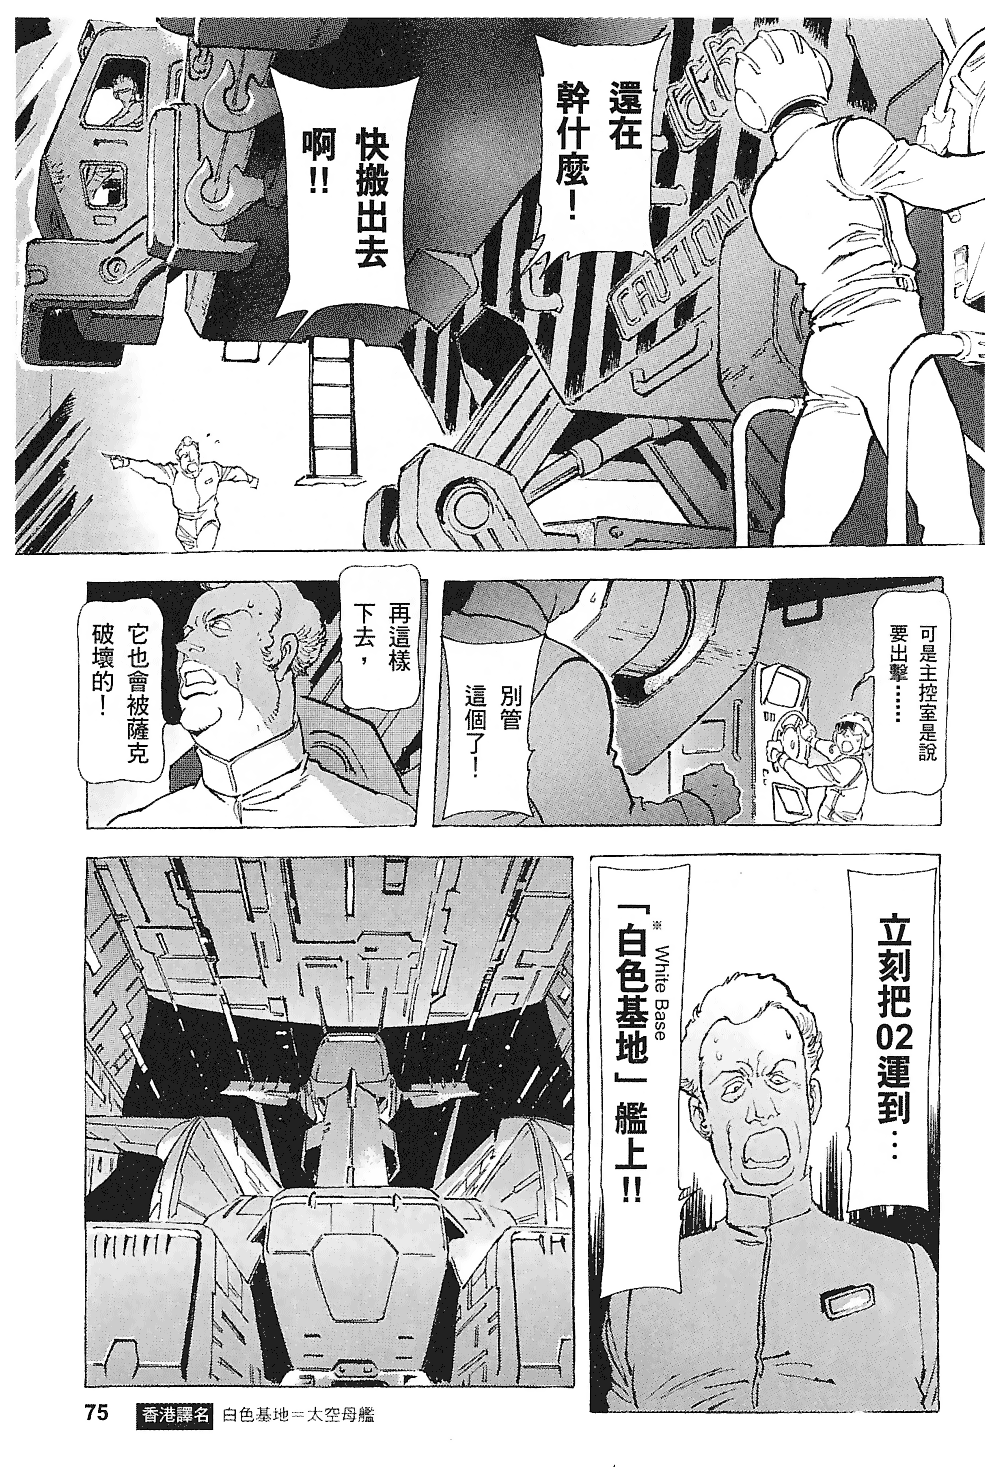 還在
幹什麼！
快搬出去
啊!!
CAUTION
可是主控室是說
要出擊……
別管
這個了！
再這樣
下去，
它也會被薩克
破壞的！
立刻把02運到…
※ White Base
「白色基地」艦上!!
75 香港譯名 白色基地＝太空母艦